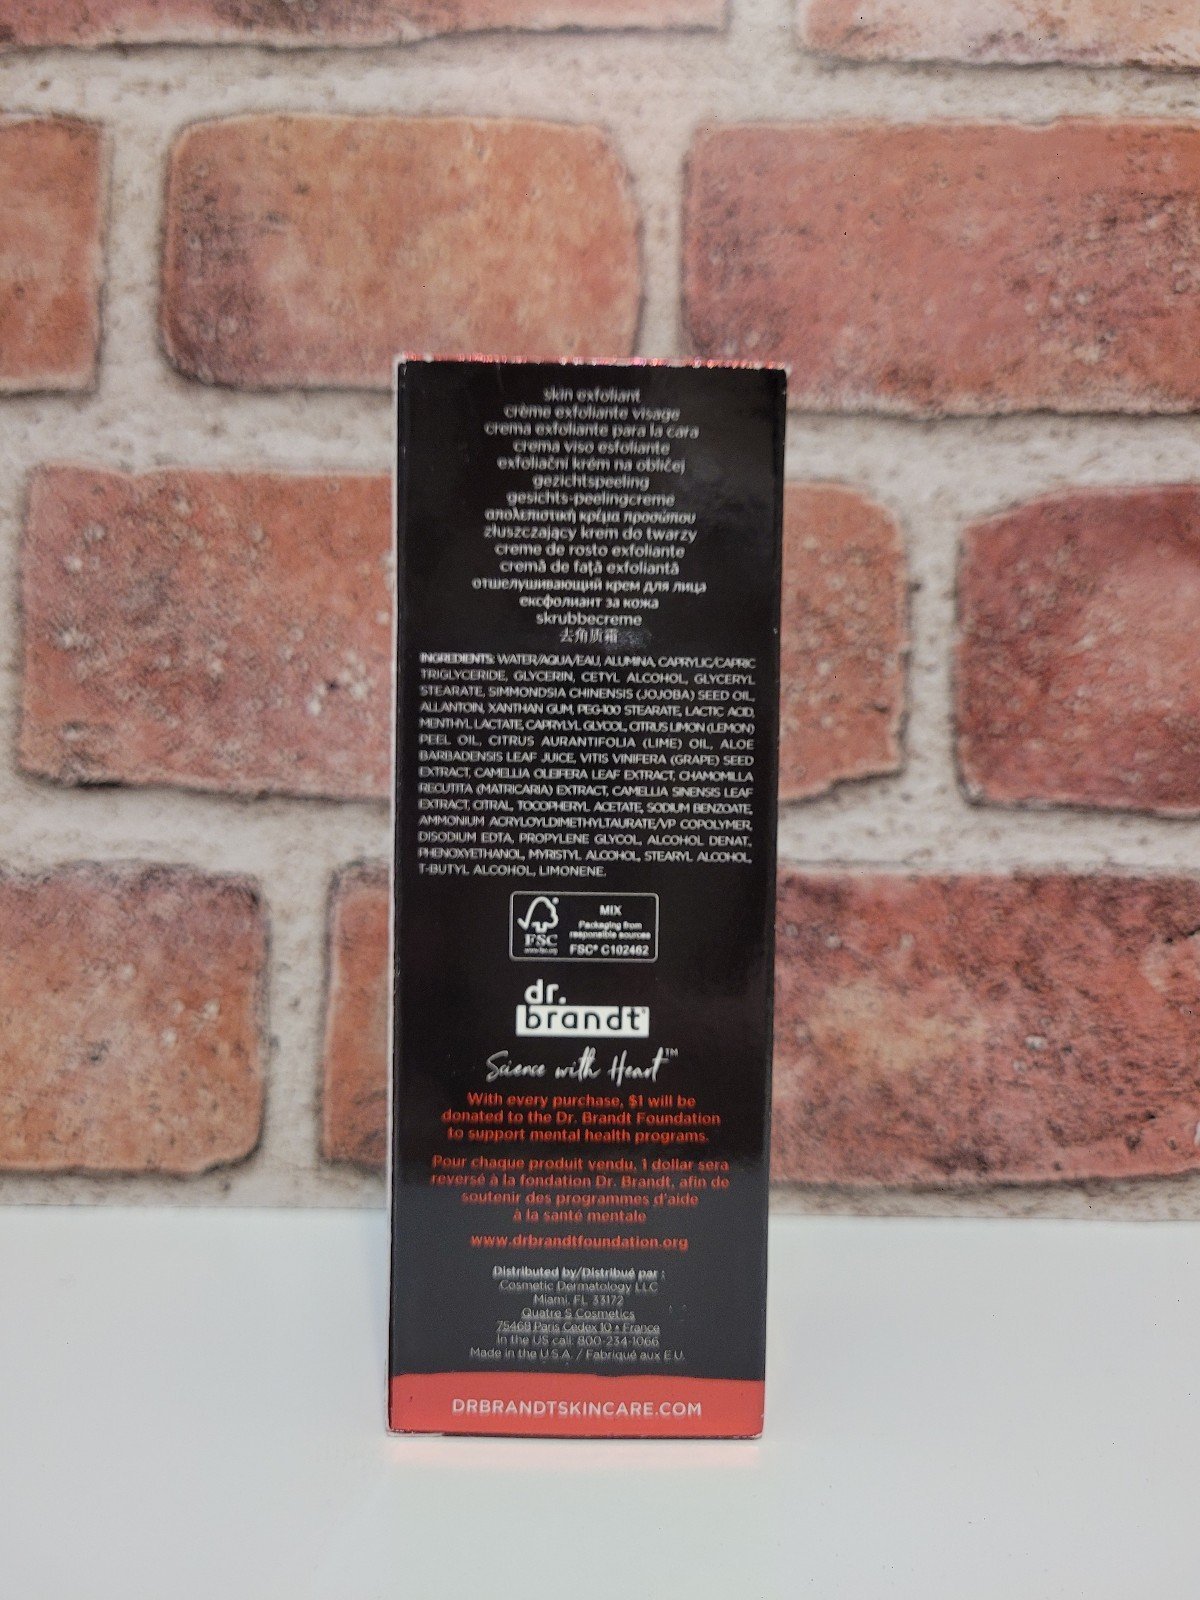 skin exfoliant
crème exfoliante visage
crema exfoliante para la cara
crema viso esfoliante
exfoliační krém na obličej
gezichtspeeling
gesichts-peelingcreme
απολεπιστική κρέμα προσώπου
złuszczający krem do twarzy
creme de rosto exfoliante
cremă de față exfoliantă
отшелушивающий крем для лица
ексфолиант за кожа
skrubbecreme
去角质霜
INGREDIENTS: WATER/AQUA/EAU, ALUMINA, CAPRYLIC/CAPRIC
TRIGLYCERIDE, GLYCERIN, CETYL ALCOHOL, GLYCERYL
STEARATE, SIMMONDSIA CHINENSIS (JOJOBA) SEED OIL,
ALLANTOIN, XANTHAN GUM, PEG-100 STEARATE, LACTIC ACID,
MENTHYL LACTATE, CAPRYLYL GLYCOL, CITRUS LIMON (LEMON)
PEEL OIL, CITRUS AURANTIFOLIA (LIME) OIL, ALOE
BARBADENSIS LEAF JUICE, VITIS VINIFERA (GRAPE) SEED
EXTRACT, CAMELLIA OLEIFERA LEAF EXTRACT, CHAMOMILLA
RECUTITA (MATRICARIA) EXTRACT, CAMELLIA SINENSIS LEAF
EXTRACT, CITRAL, TOCOPHERYL ACETATE, SODIUM BENZOATE,
AMMONIUM ACRYLOYLDIMETHYLTAURATE/VP COPOLYMER,
DISODIUM EDTA, PROPYLENE GLYCOL, ALCOHOL DENAT.,
PHENOXYETHANOL, MYRISTYL ALCOHOL, STEARYL ALCOHOL,
T-BUTYL ALCOHOL, LIMONENE.
MIX
Packaging from
responsible sources
FSC® C102462
FSC
www.fsc.org
dr.
brandt®
Science with Heart™
With every purchase, $1 will be
donated to the Dr. Brandt Foundation
to support mental health programs.
Pour chaque produit vendu, 1 dollar sera
reversé à la fondation Dr. Brandt, afin de
soutenir des programmes d'aide
à la santé mentale
www.drbrandtfoundation.org
Distributed by/Distribué par :
Cosmetic Dermatology LLC
Miami, FL 33172
Quatre S Cosmetics
75468 Paris Cedex 10 • France
In the US call: 800-234-1066
Made in the U.S.A. / Fabriqué aux E.U.
DRBRANDTSKINCARE.COM